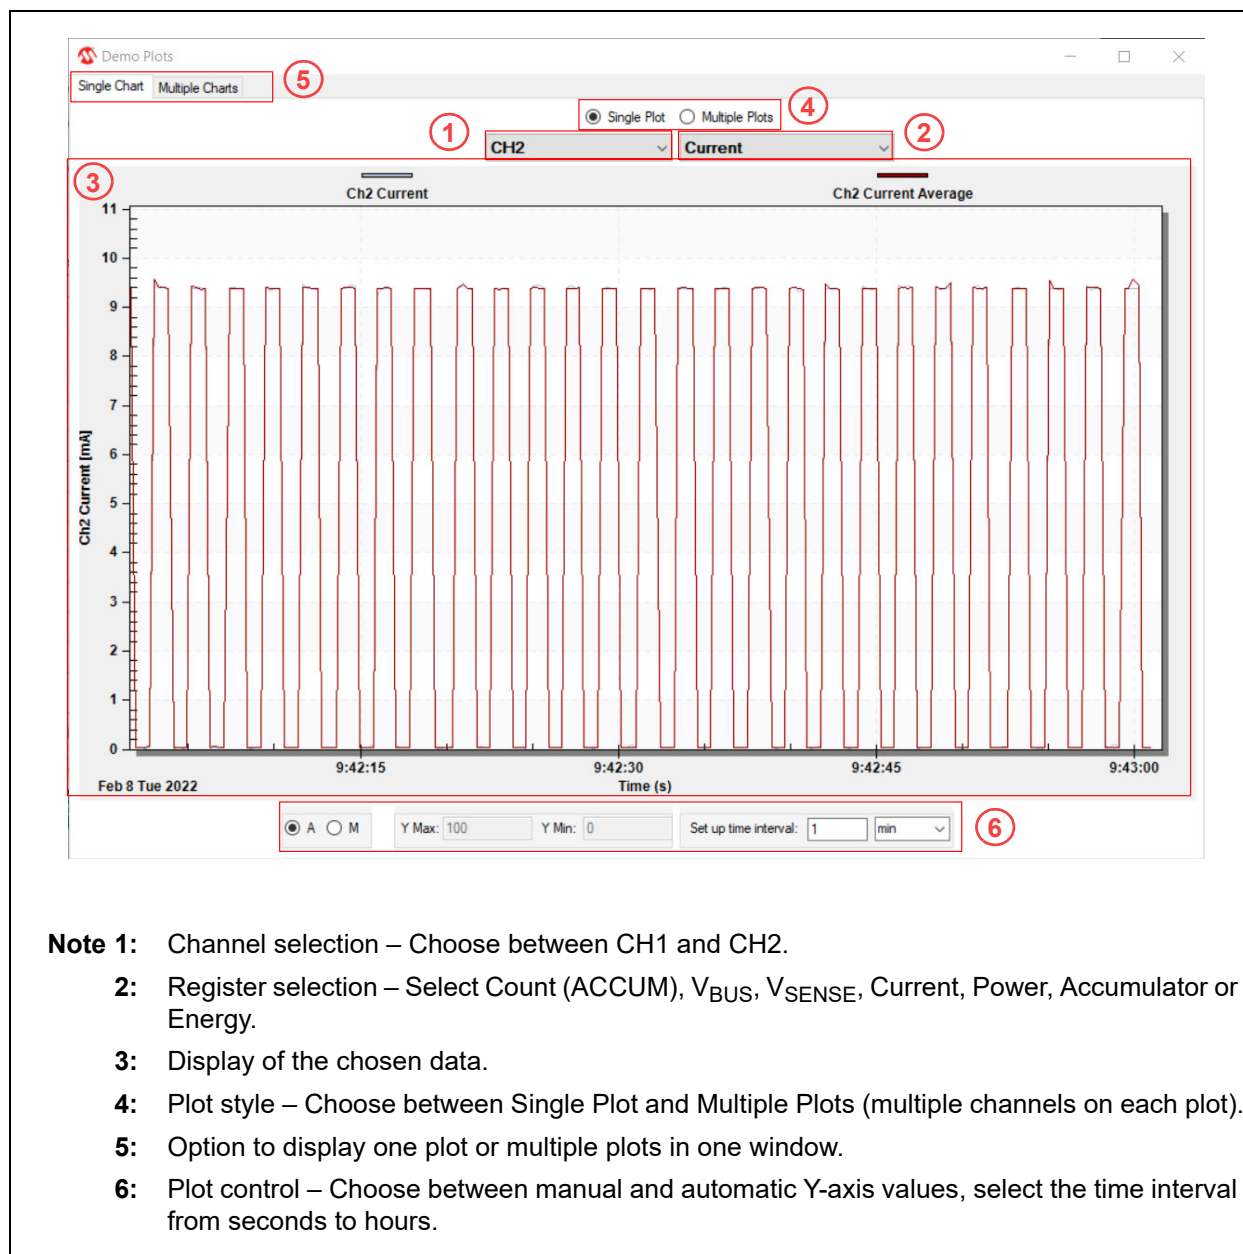 Demo Plots
Single Chart Multiple Charts 5
Single Plot Multiple Plots 4
1 CH2 Current 2
3
Ch2 Current Ch2 Current Average
11
10
9
8
7
6
5
4
3
2
1
0
Ch2 Current [mA]
9:42:15 9:42:30 9:42:45 9:43:00
Feb 8 Tue 2022 Time (s)
A M Y Max: 100 Y Min: 0 Set up time interval: 1 min 6
Note 1: Channel selection – Choose between CH1 and CH2.
2: Register selection – Select Count (ACCUM), VBUS, VSENSE, Current, Power, Accumulator or
Energy.
3: Display of the chosen data.
4: Plot style – Choose between Single Plot and Multiple Plots (multiple channels on each plot).
5: Option to display one plot or multiple plots in one window.
6: Plot control – Choose between manual and automatic Y-axis values, select the time interval
from seconds to hours.